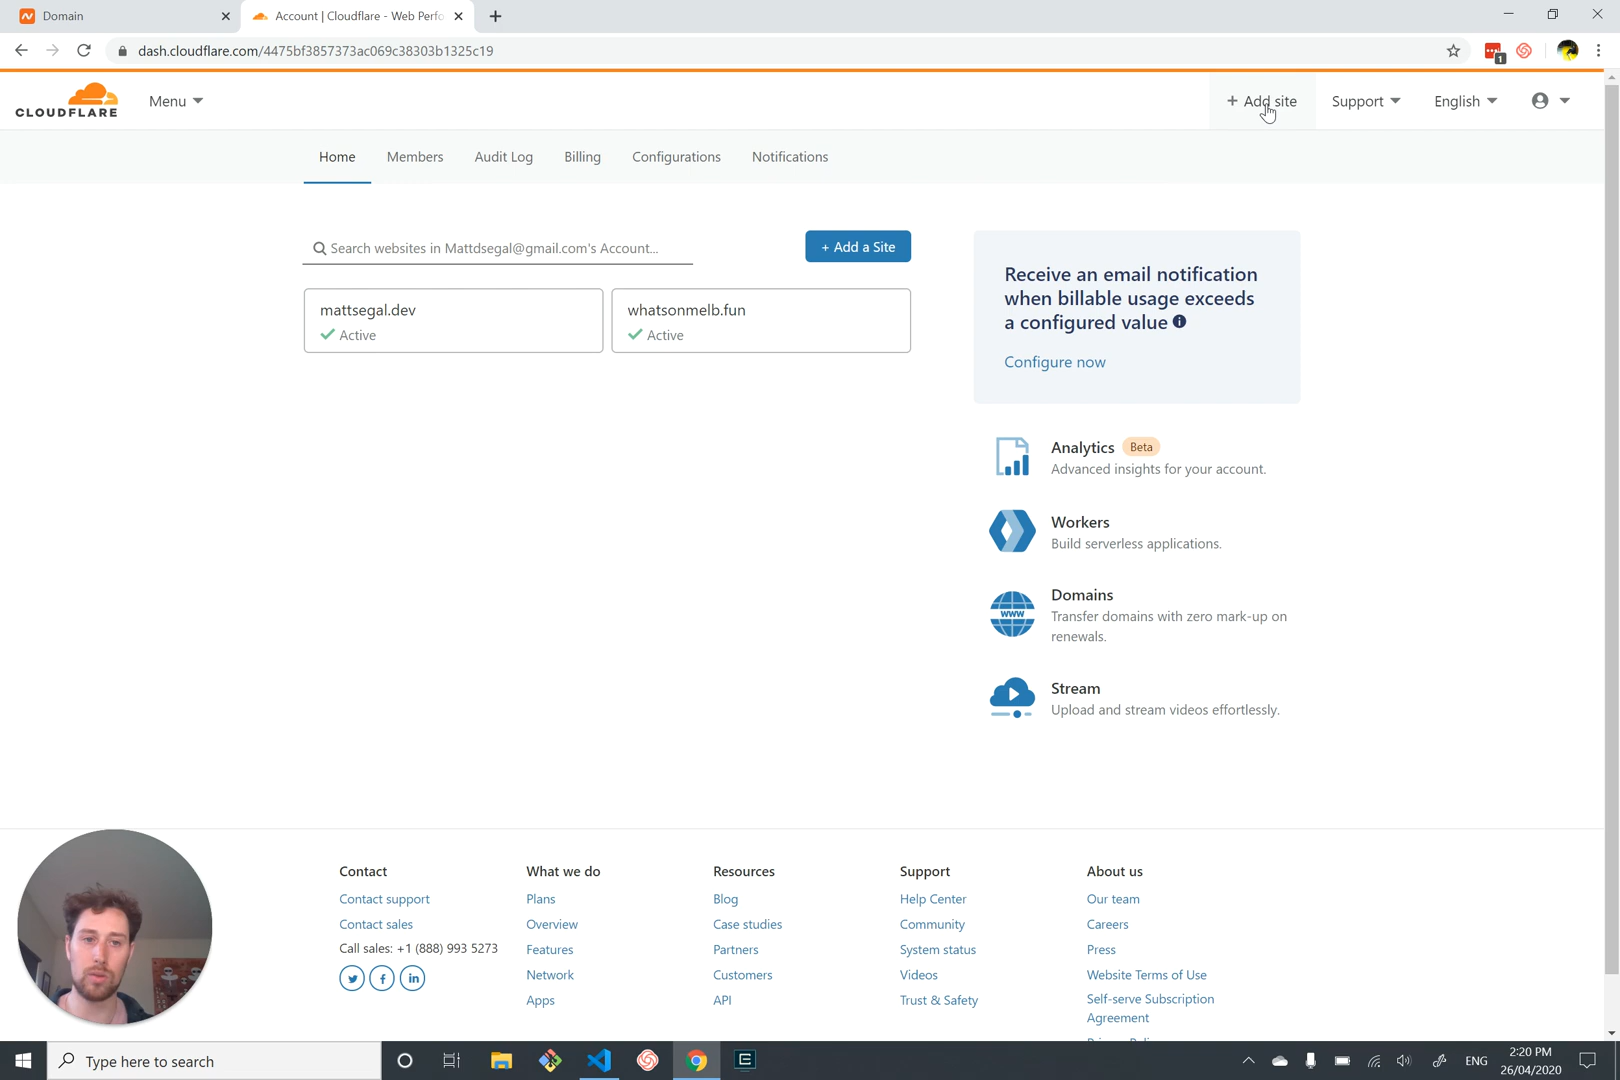 Domain
Account | Cloudflare - Web Perfo
dash.cloudflare.com/4475bf3857373ac069c38303b1325c19
1
CLOUDFLARE
Menu
+ Add site
Support
English
Home
Members
Audit Log
Billing
Configurations
Notifications
Search websites in Mattdsegal@gmail.com's Account...
+ Add a Site
mattsegal.dev
Active
whatsonmelb.fun
Active
Receive an email notification
when billable usage exceeds
a configured value
Configure now
Analytics Beta
Advanced insights for your account.
Workers
Build serverless applications.
WWW
Domains
Transfer domains with zero mark-up on
renewals.
Stream
Upload and stream videos effortlessly.
Contact
Contact support
Contact sales
Call sales: +1 (888) 993 5273
What we do
Plans
Overview
Features
Network
Apps
Resources
Blog
Case studies
Partners
Customers
API
Support
Help Center
Community
System status
Videos
Trust & Safety
About us
Our team
Careers
Press
Website Terms of Use
Self-serve Subscription
Agreement
Type here to search
ENG
2:20 PM
26/04/2020